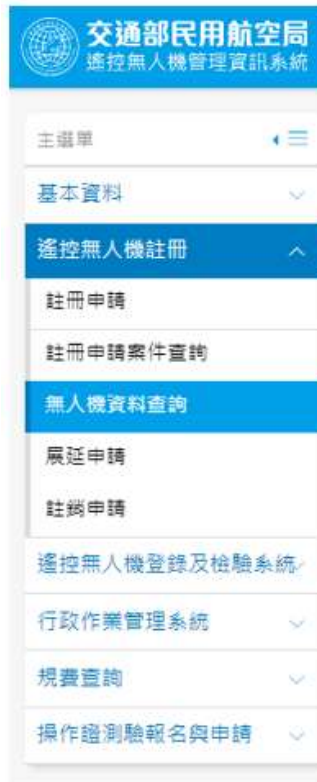 交通部民用航空局
遙控無人機管理資訊系統
主選單
基本資料
遙控無人機註冊
註冊申請
註冊申請案件查詢
無人機資料查詢
展延申請
註銷申請
遙控無人機登錄及檢驗系統
行政作業管理系統
規費查詢
操作證測驗報名與申請